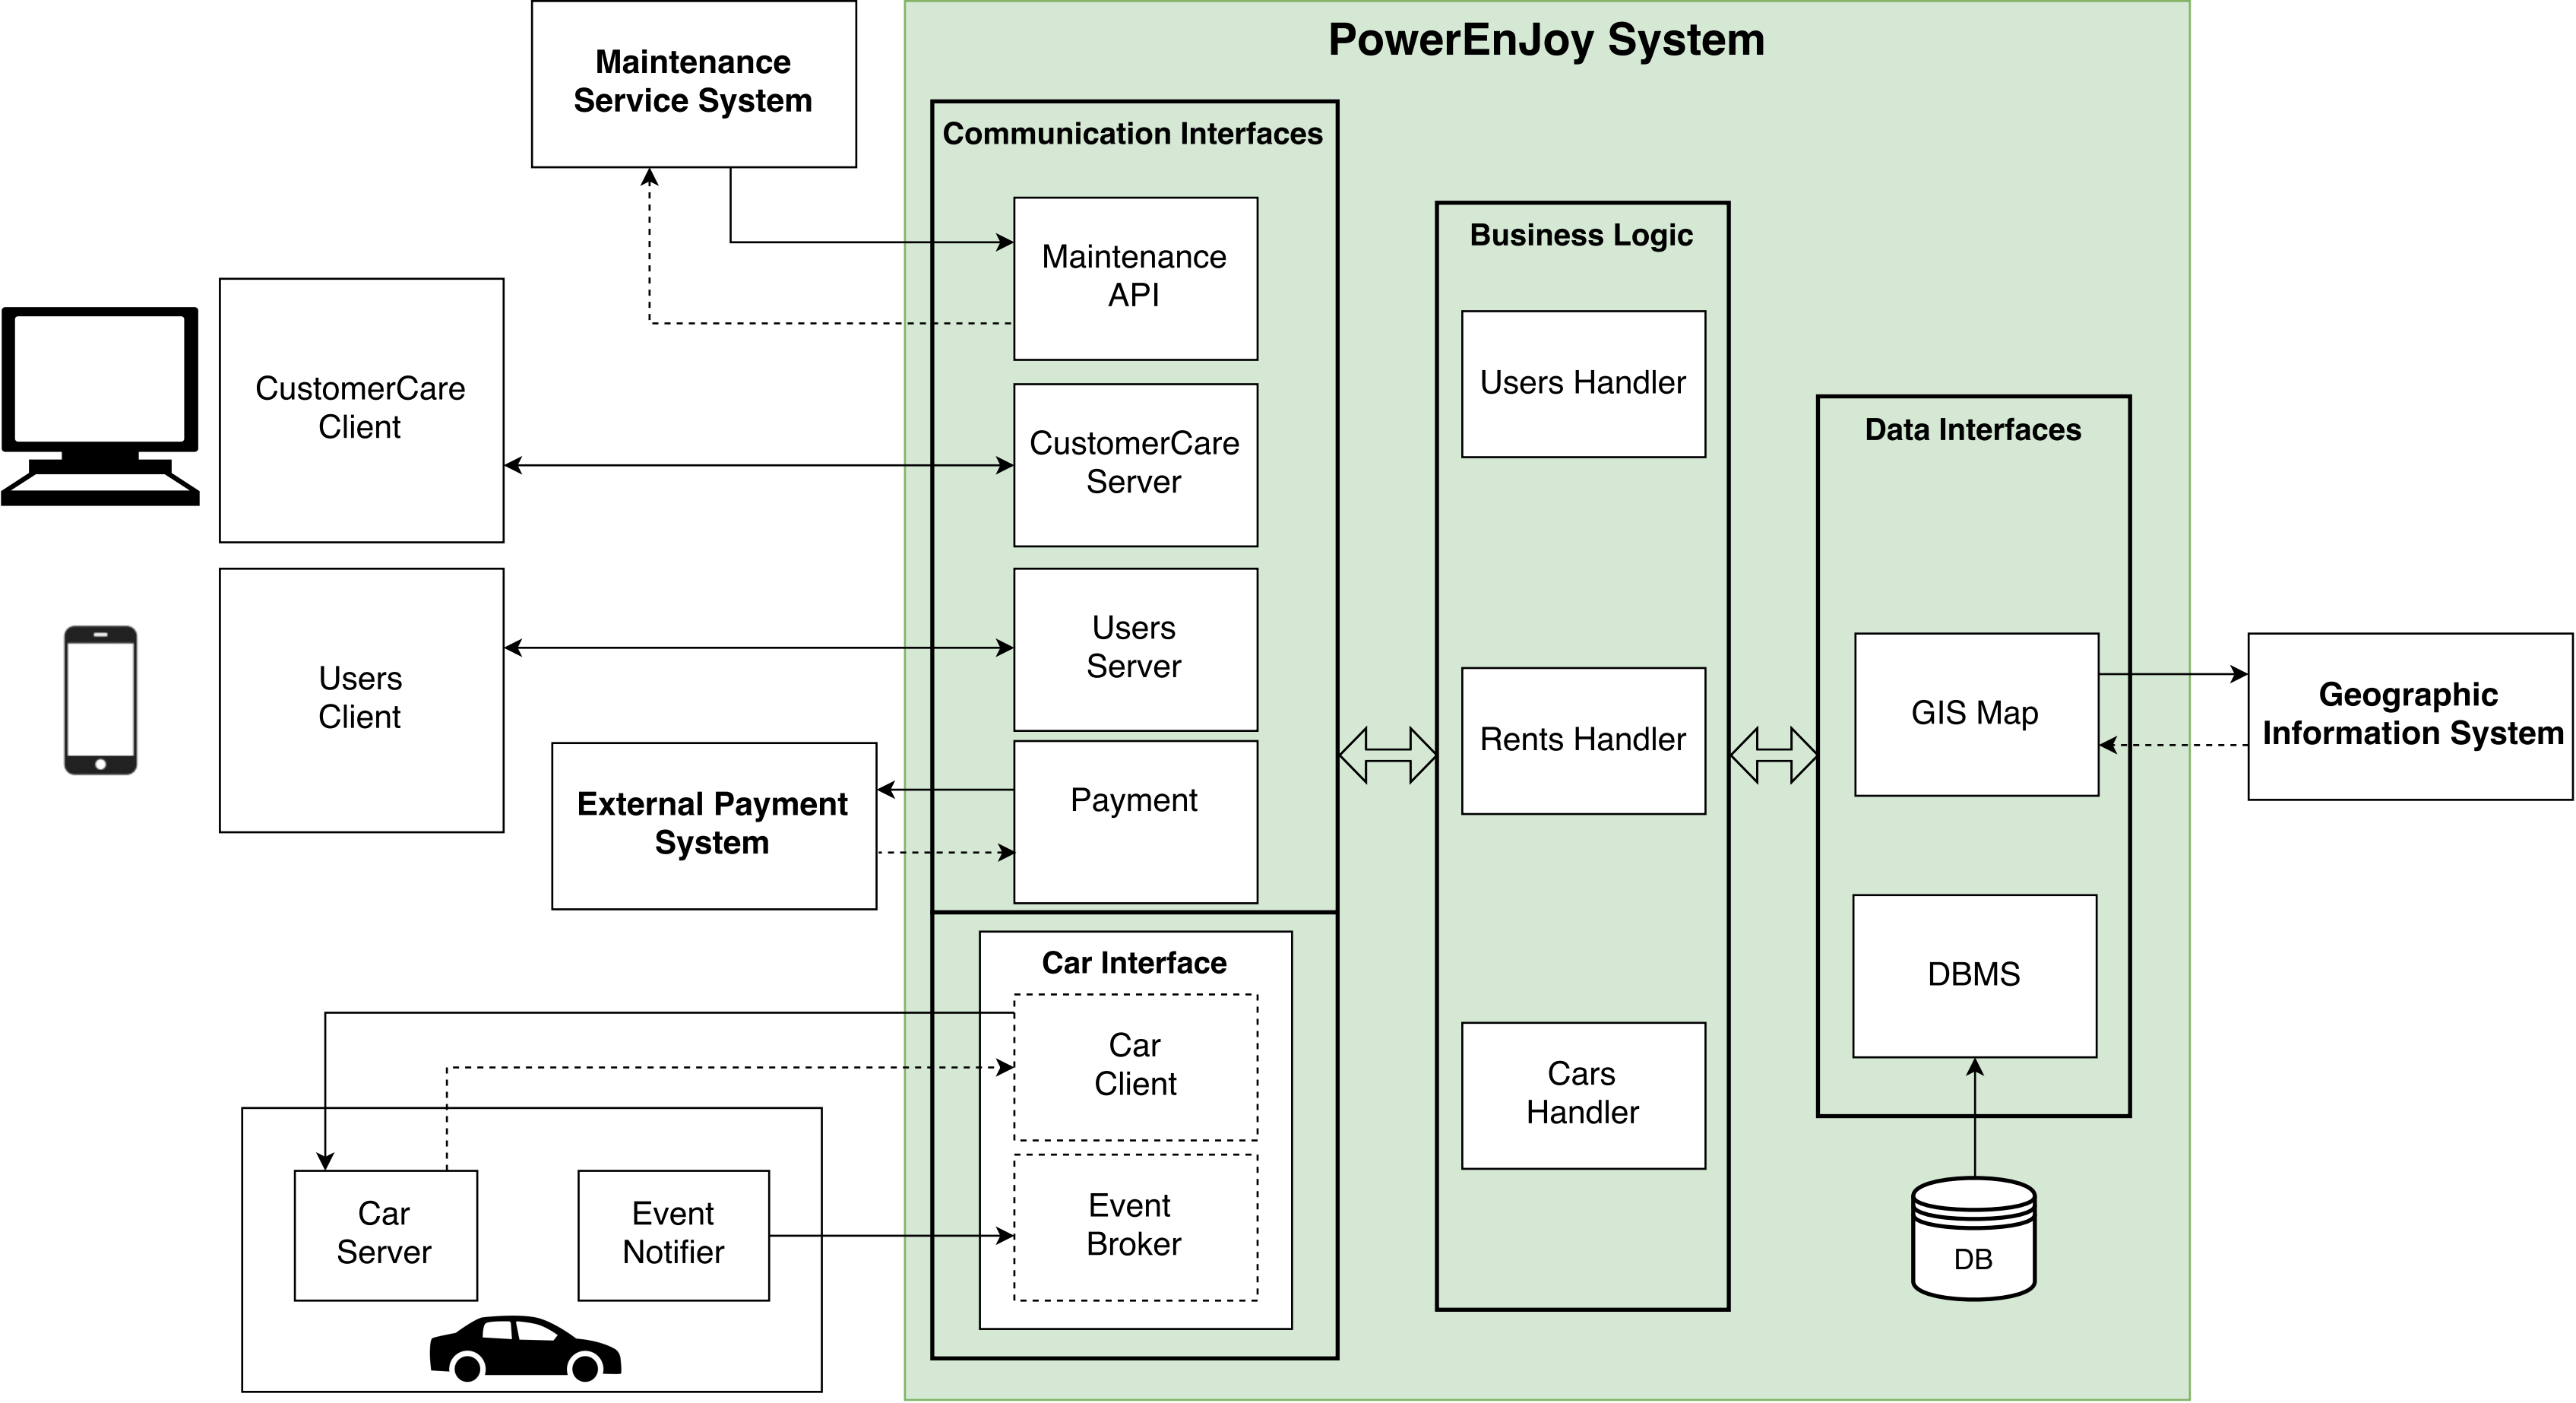 PowerEnJoy System
Maintenance
Service System
Communication Interfaces
Maintenance
API
Business Logic
CustomerCare
Client
CustomerCare
Server
Users Handler
Data Interfaces
Users
Client
Users
Server
Rents Handler
GIS Map
Geographic
Information System
External Payment
System
Payment
Car Interface
Car
Client
Cars
Handler
DBMS
Car
Server
Event
Notifier
Event
Broker
DB